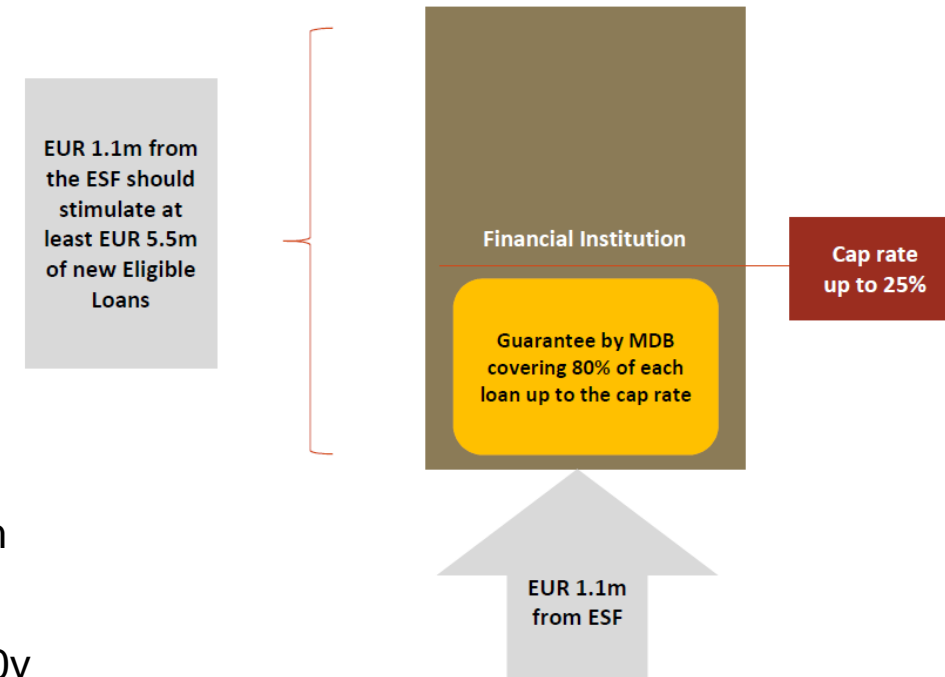 EUR 1.1m from
the ESF should
stimulate at
least EUR 5.5m
of new Eligible
Loans
Financial Institution
Cap rate
up to 25%
Guarantee by MDB
covering 80% of each
loan up to the cap rate
EUR 1.1m
from ESF